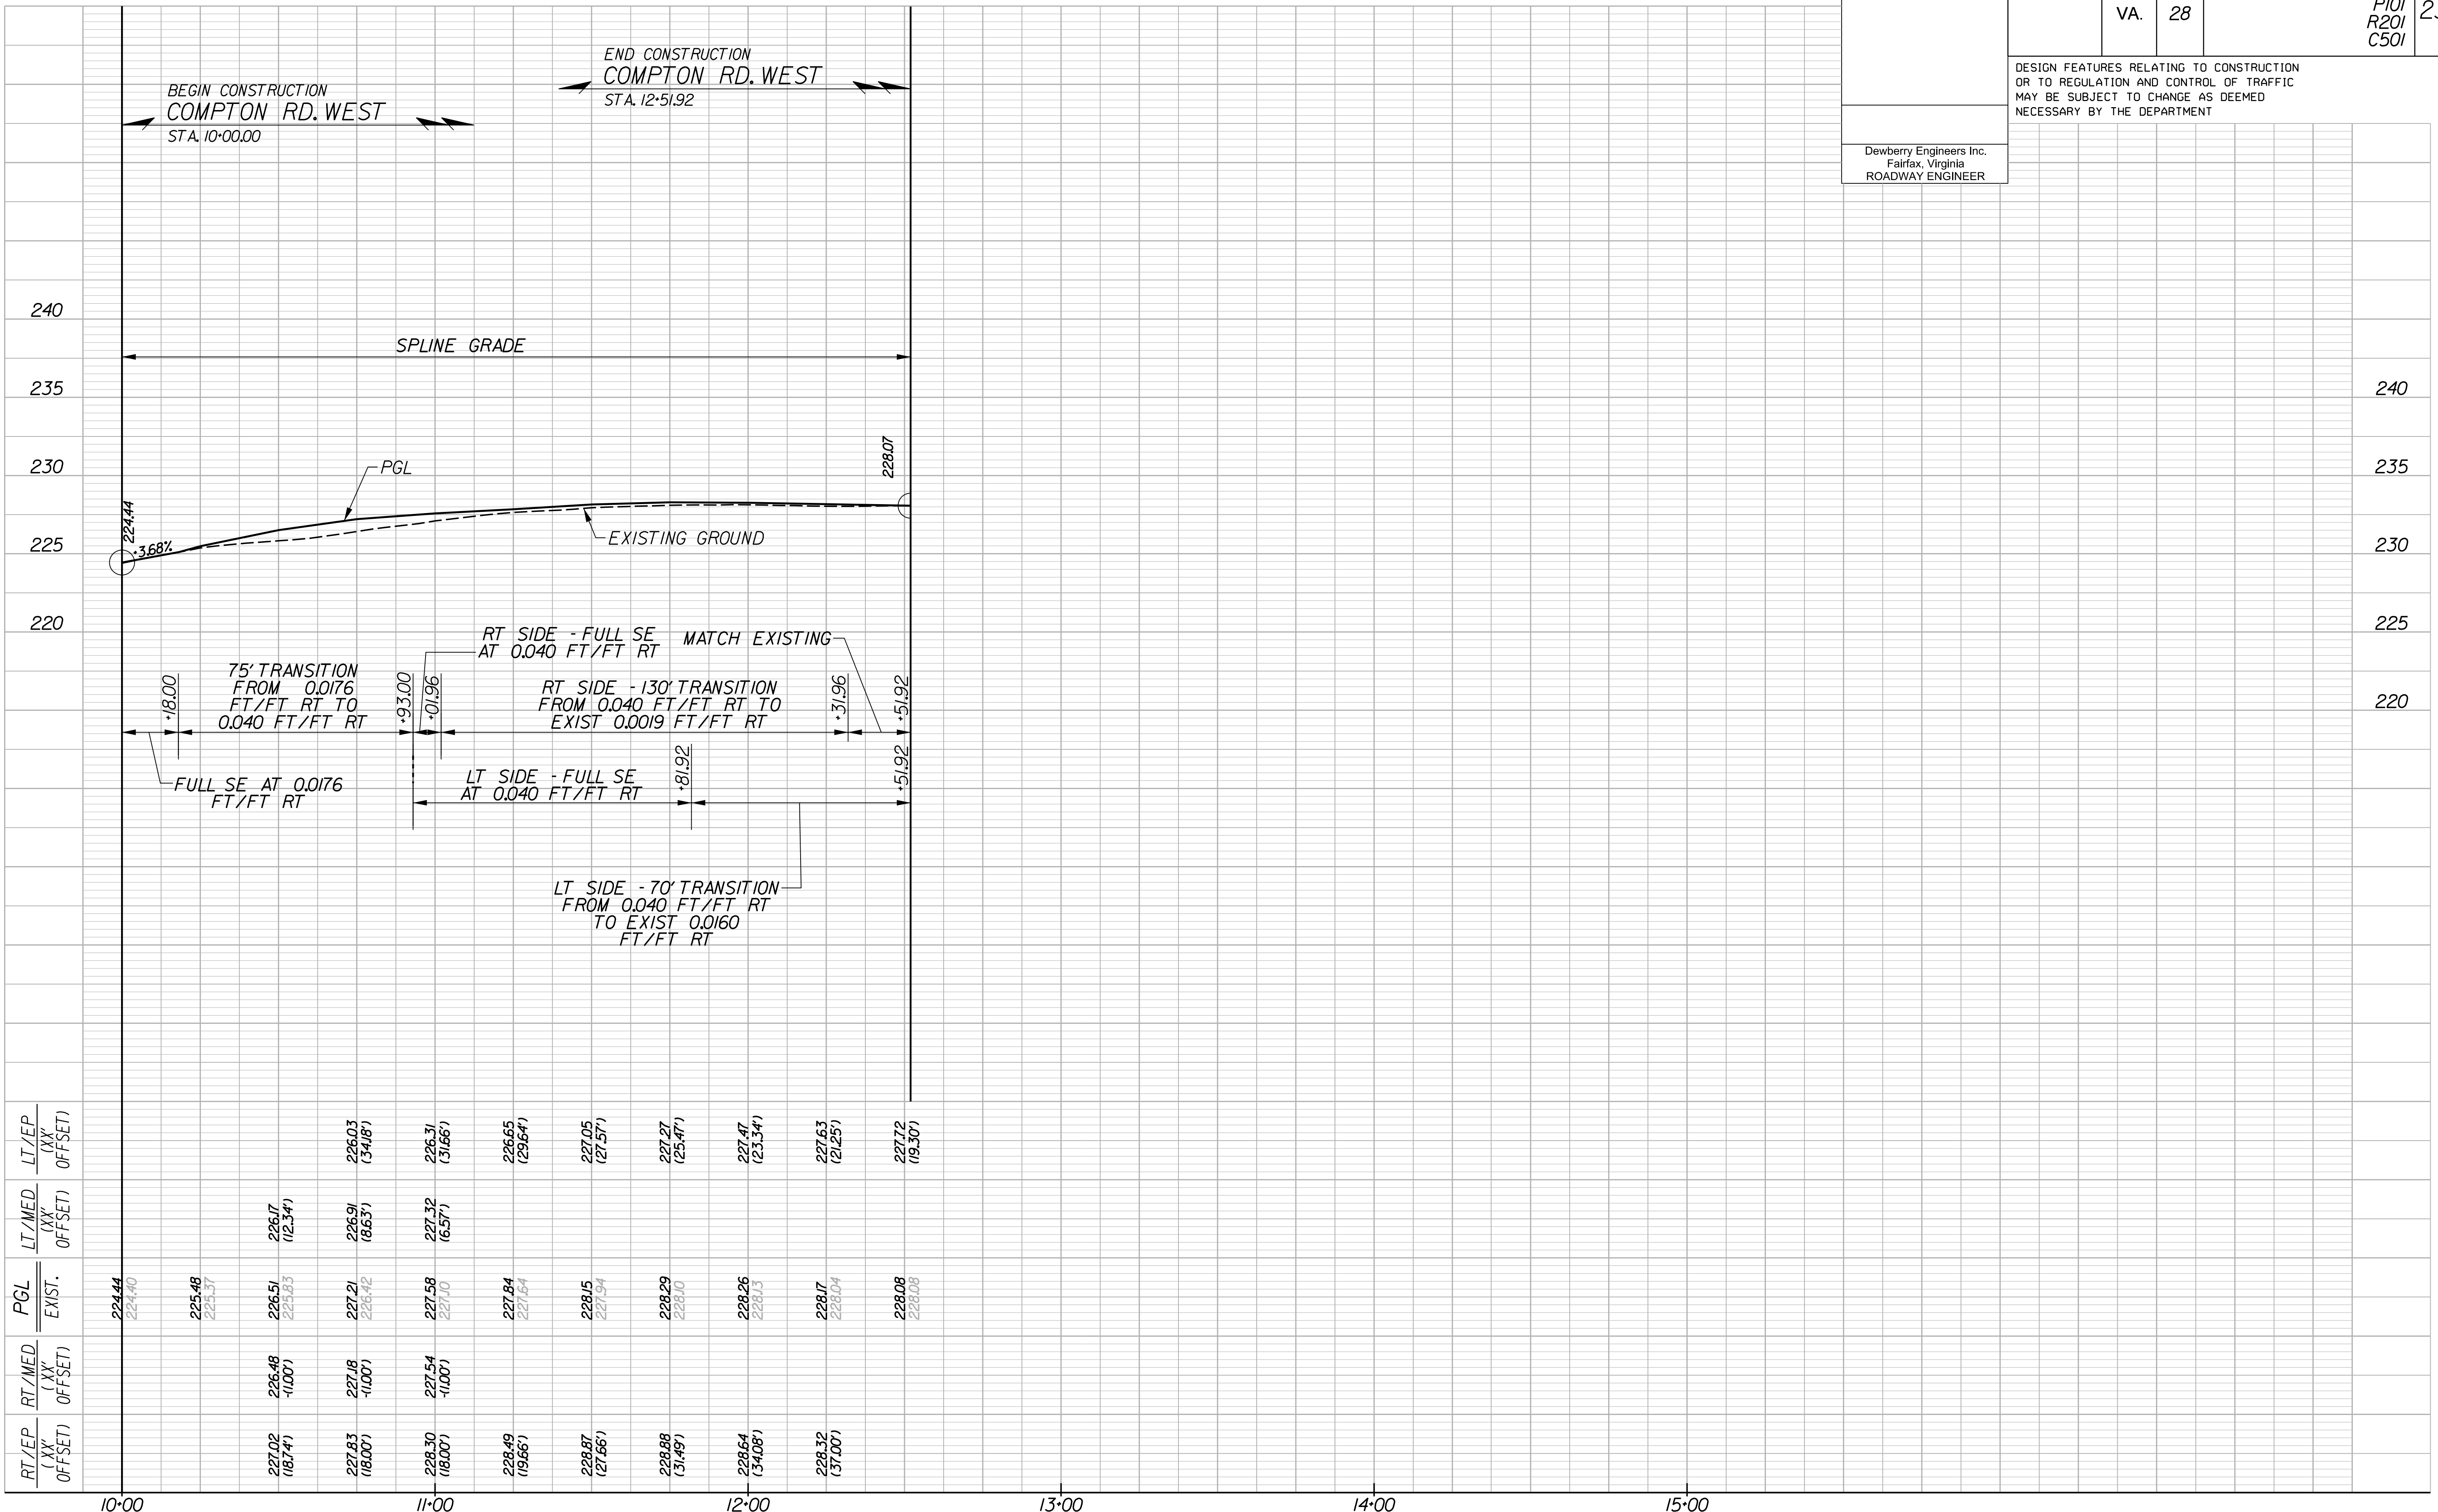 VA.
28
P101
R201
C501
DESIGN FEATURES RELATING TO CONSTRUCTION
OR TO REGULATION AND CONTROL OF TRAFFIC
MAY BE SUBJECT TO CHANGE AS DEEMED
NECESSARY BY THE DEPARTMENT
Dewberry Engineers Inc.
Fairfax, Virginia
ROADWAY ENGINEER
BEGIN CONSTRUCTION
COMPTON RD. WEST
STA. 10+00.00
END CONSTRUCTION
COMPTON RD. WEST
STA. 12+51.92
240
235
230
225
220
240
235
230
225
220
SPLINE GRADE
224.44
+3.68%
PGL
EXISTING GROUND
228.07
RT SIDE - FULL SE
AT 0.040 FT/FT RT
MATCH EXISTING
75' TRANSITION
FROM 0.0176
FT/FT RT TO
0.040 FT/FT RT
RT SIDE - 130' TRANSITION
FROM 0.040 FT/FT RT TO
EXIST 0.0019 FT/FT RT
+18.00
+93.00
+01.96
+31.96
+51.92
FULL SE AT 0.0176
FT/FT RT
LT SIDE - FULL SE
AT 0.040 FT/FT RT
+81.92
+51.92
LT SIDE - 70' TRANSITION
FROM 0.040 FT/FT RT
TO EXIST 0.0160
FT/FT RT
LT/EP
(XX'
OFFSET)
226.03
(34.18')
226.31
(31.66')
226.65
(29.64')
227.05
(27.57')
227.27
(25.47')
227.47
(23.34')
227.63
(21.25')
227.72
(19.30')
LT/MED
(XX'
OFFSET)
226.17
(12.34')
226.91
(8.63')
227.32
(6.57')
PGL
EXIST.
224.44
224.40
225.48
225.37
226.51
225.83
227.21
226.42
227.58
227.10
227.84
227.64
228.15
227.94
228.29
228.10
228.26
228.13
228.17
228.04
228.08
228.08
RT/MED
(XX'
OFFSET)
226.48
-(1.00')
227.18
-(1.00')
227.54
-(1.00')
RT/EP
(XX'
OFFSET)
227.02
(18.74')
227.83
(18.00')
228.30
(18.00')
228.49
(19.66')
228.87
(27.66')
228.88
(31.49')
228.64
(34.08')
228.32
(37.00')
10+00
11+00
12+00
13+00
14+00
15+00